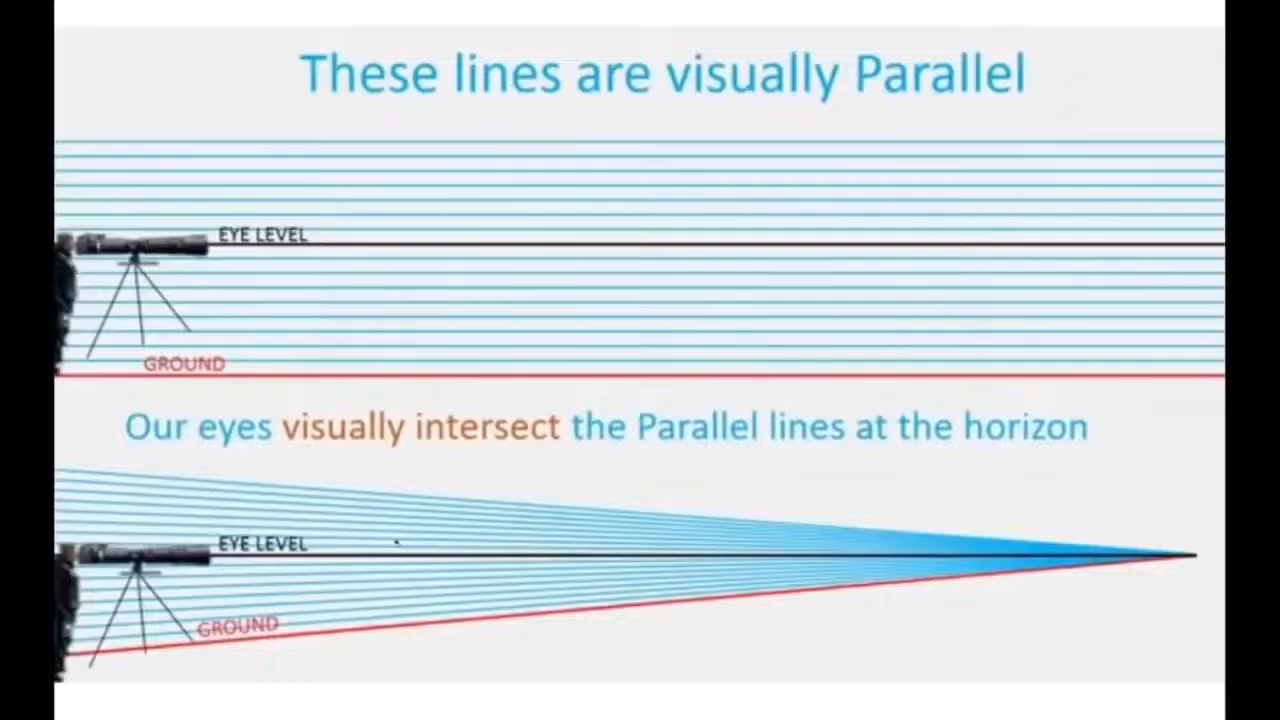 These lines are visually Parallel
EYE LEVEL
GROUND
Our eyes visually intersect the Parallel lines at the horizon
EYE LEVEL
GROUND